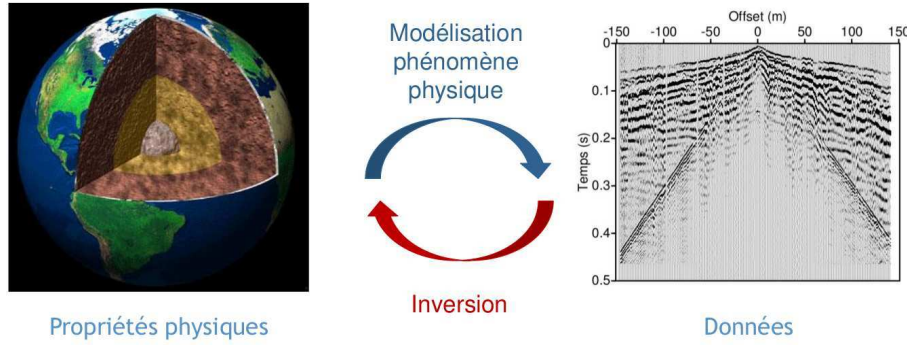 Modélisation
phénomène
physique
Inversion
Propriétés physiques
Offset (m)
-150 -100 -50 0 50 100 150
Temps (s)
0
0.1
0.2
0.3
0.4
0.5
Données